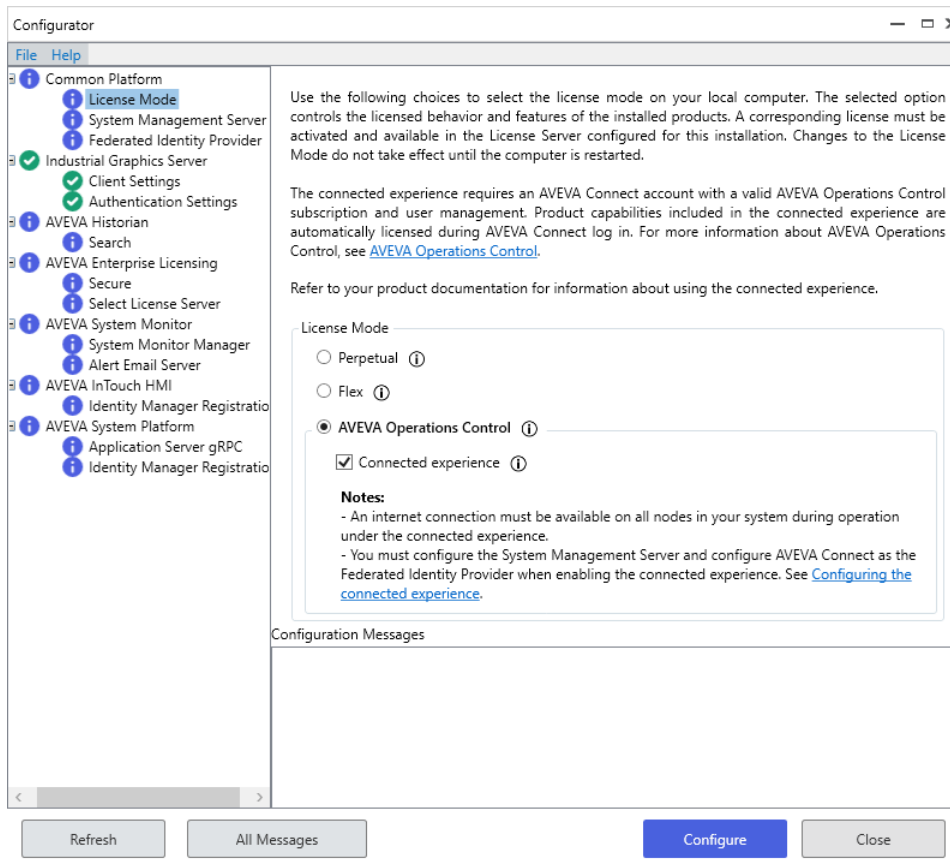 Configurator
File Help
Common Platform
License Mode
System Management Server
Federated Identity Provider
Industrial Graphics Server
Client Settings
Authentication Settings
AVEVA Historian
Search
AVEVA Enterprise Licensing
Secure
Select License Server
AVEVA System Monitor
System Monitor Manager
Alert Email Server
AVEVA InTouch HMI
Identity Manager Registratio
AVEVA System Platform
Application Server gRPC
Identity Manager Registratio
Use the following choices to select the license mode on your local computer. The selected option
controls the licensed behavior and features of the installed products. A corresponding license must be
activated and available in the License Server configured for this installation. Changes to the License
Mode do not take effect until the computer is restarted.
The connected experience requires an AVEVA Connect account with a valid AVEVA Operations Control
subscription and user management. Product capabilities included in the connected experience are
automatically licensed during AVEVA Connect log in. For more information about AVEVA Operations
Control, see AVEVA Operations Control.
Refer to your product documentation for information about using the connected experience.
License Mode
Perpetual
Flex
AVEVA Operations Control
Connected experience
Notes:
- An internet connection must be available on all nodes in your system during operation
under the connected experience.
- You must configure the System Management Server and configure AVEVA Connect as the
Federated Identity Provider when enabling the connected experience. See Configuring the
connected experience.
Configuration Messages
Refresh
All Messages
Configure
Close